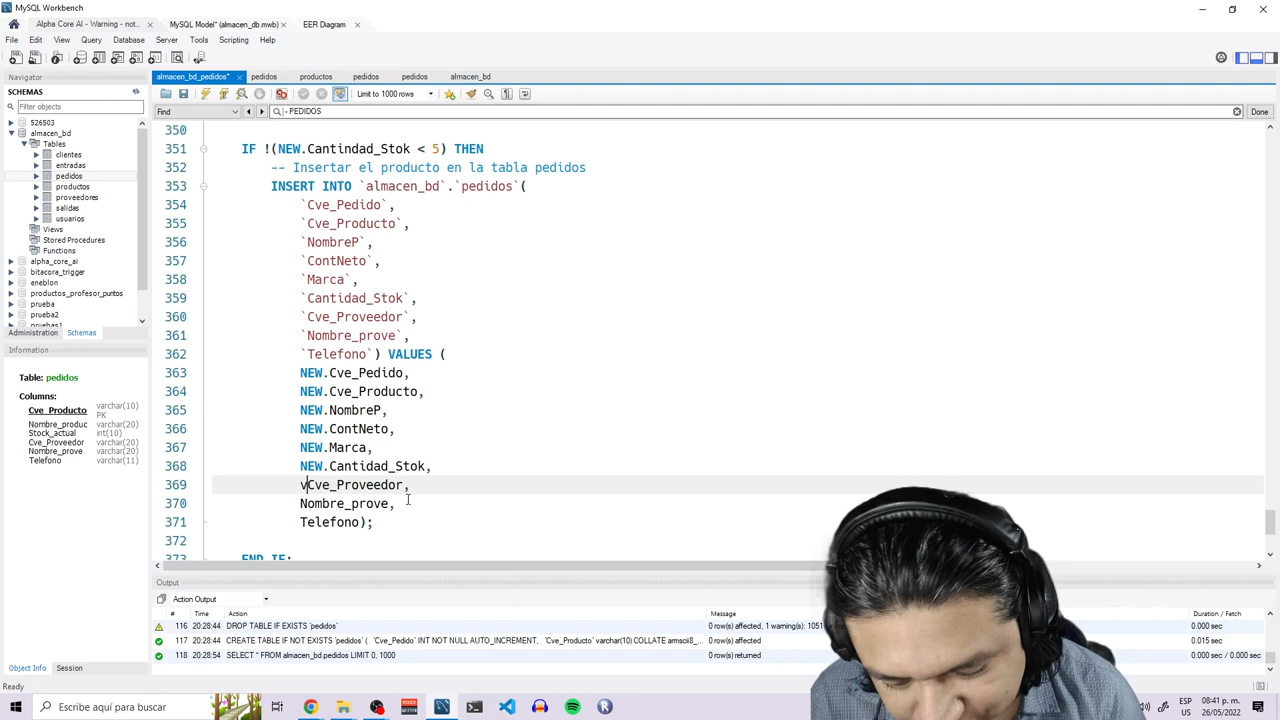 MySQL Workbench
Alpha Core AI - Warning - not...
MySQL Model* (almacen_db.mwb)
EER Diagram
File Edit View Query Database Server Tools Scripting Help
Navigator
SCHEMAS
Filter objects
526503
almacen_bd
Tables
clientes
entradas
pedidos
productos
proveedores
salidas
usuarios
Views
Stored Procedures
Functions
alpha_core_ai
bitacora_trigger
eneblon
productos_profesor_puntos
prueba
prueba2
pruebas1
Administration Schemas
Information
Table: pedidos
Columns:
Cve_Producto varchar(10)
PK
Nombre_produc varchar(20)
Stock_actual int(10)
Cve_Proveedor varchar(20)
Nombre_prove varchar(20)
Telefono varchar(11)
Object Info Session
Ready
almacen_bd_pedidos* pedidos productos pedidos pedidos almacen_bd
Limit to 1000 rows
Find PEDIDOS Done
350
351 IF !(NEW.Cantindad_Stok < 5) THEN
352 -- Insertar el producto en la tabla pedidos
353 INSERT INTO `almacen_bd`.`pedidos`(
354 `Cve_Pedido`,
355 `Cve_Producto`,
356 `NombreP`,
357 `ContNeto`,
358 `Marca`,
359 `Cantidad_Stok`,
360 `Cve_Proveedor`,
361 `Nombre_prove`,
362 `Telefono`) VALUES (
363 NEW.Cve_Pedido,
364 NEW.Cve_Producto,
365 NEW.NombreP,
366 NEW.ContNeto,
367 NEW.Marca,
368 NEW.Cantidad_Stok,
369 vCve_Proveedor,
370 Nombre_prove,
371 Telefono);
372
373 END IF;
Output
Action Output
# Time Action Message Duration / Fetch
116 20:28:44 DROP TABLE IF EXISTS `pedidos` 0 row(s) affected, 1 warning(s): 1051 0.000 sec
117 20:28:44 CREATE TABLE IF NOT EXISTS `pedidos` ( `Cve_Pedido` INT NOT NULL AUTO_INCREMENT, `Cve_Producto` varchar(10) COLLATE armscii8_... 0 row(s) affected 0.015 sec
118 20:28:54 SELECT * FROM almacen_bd.pedidos LIMIT 0, 1000 0 row(s) returned 0.000 sec / 0.000 sec
Escribe aquí para buscar
ESP
US
08:41 p. m.
26/05/2022